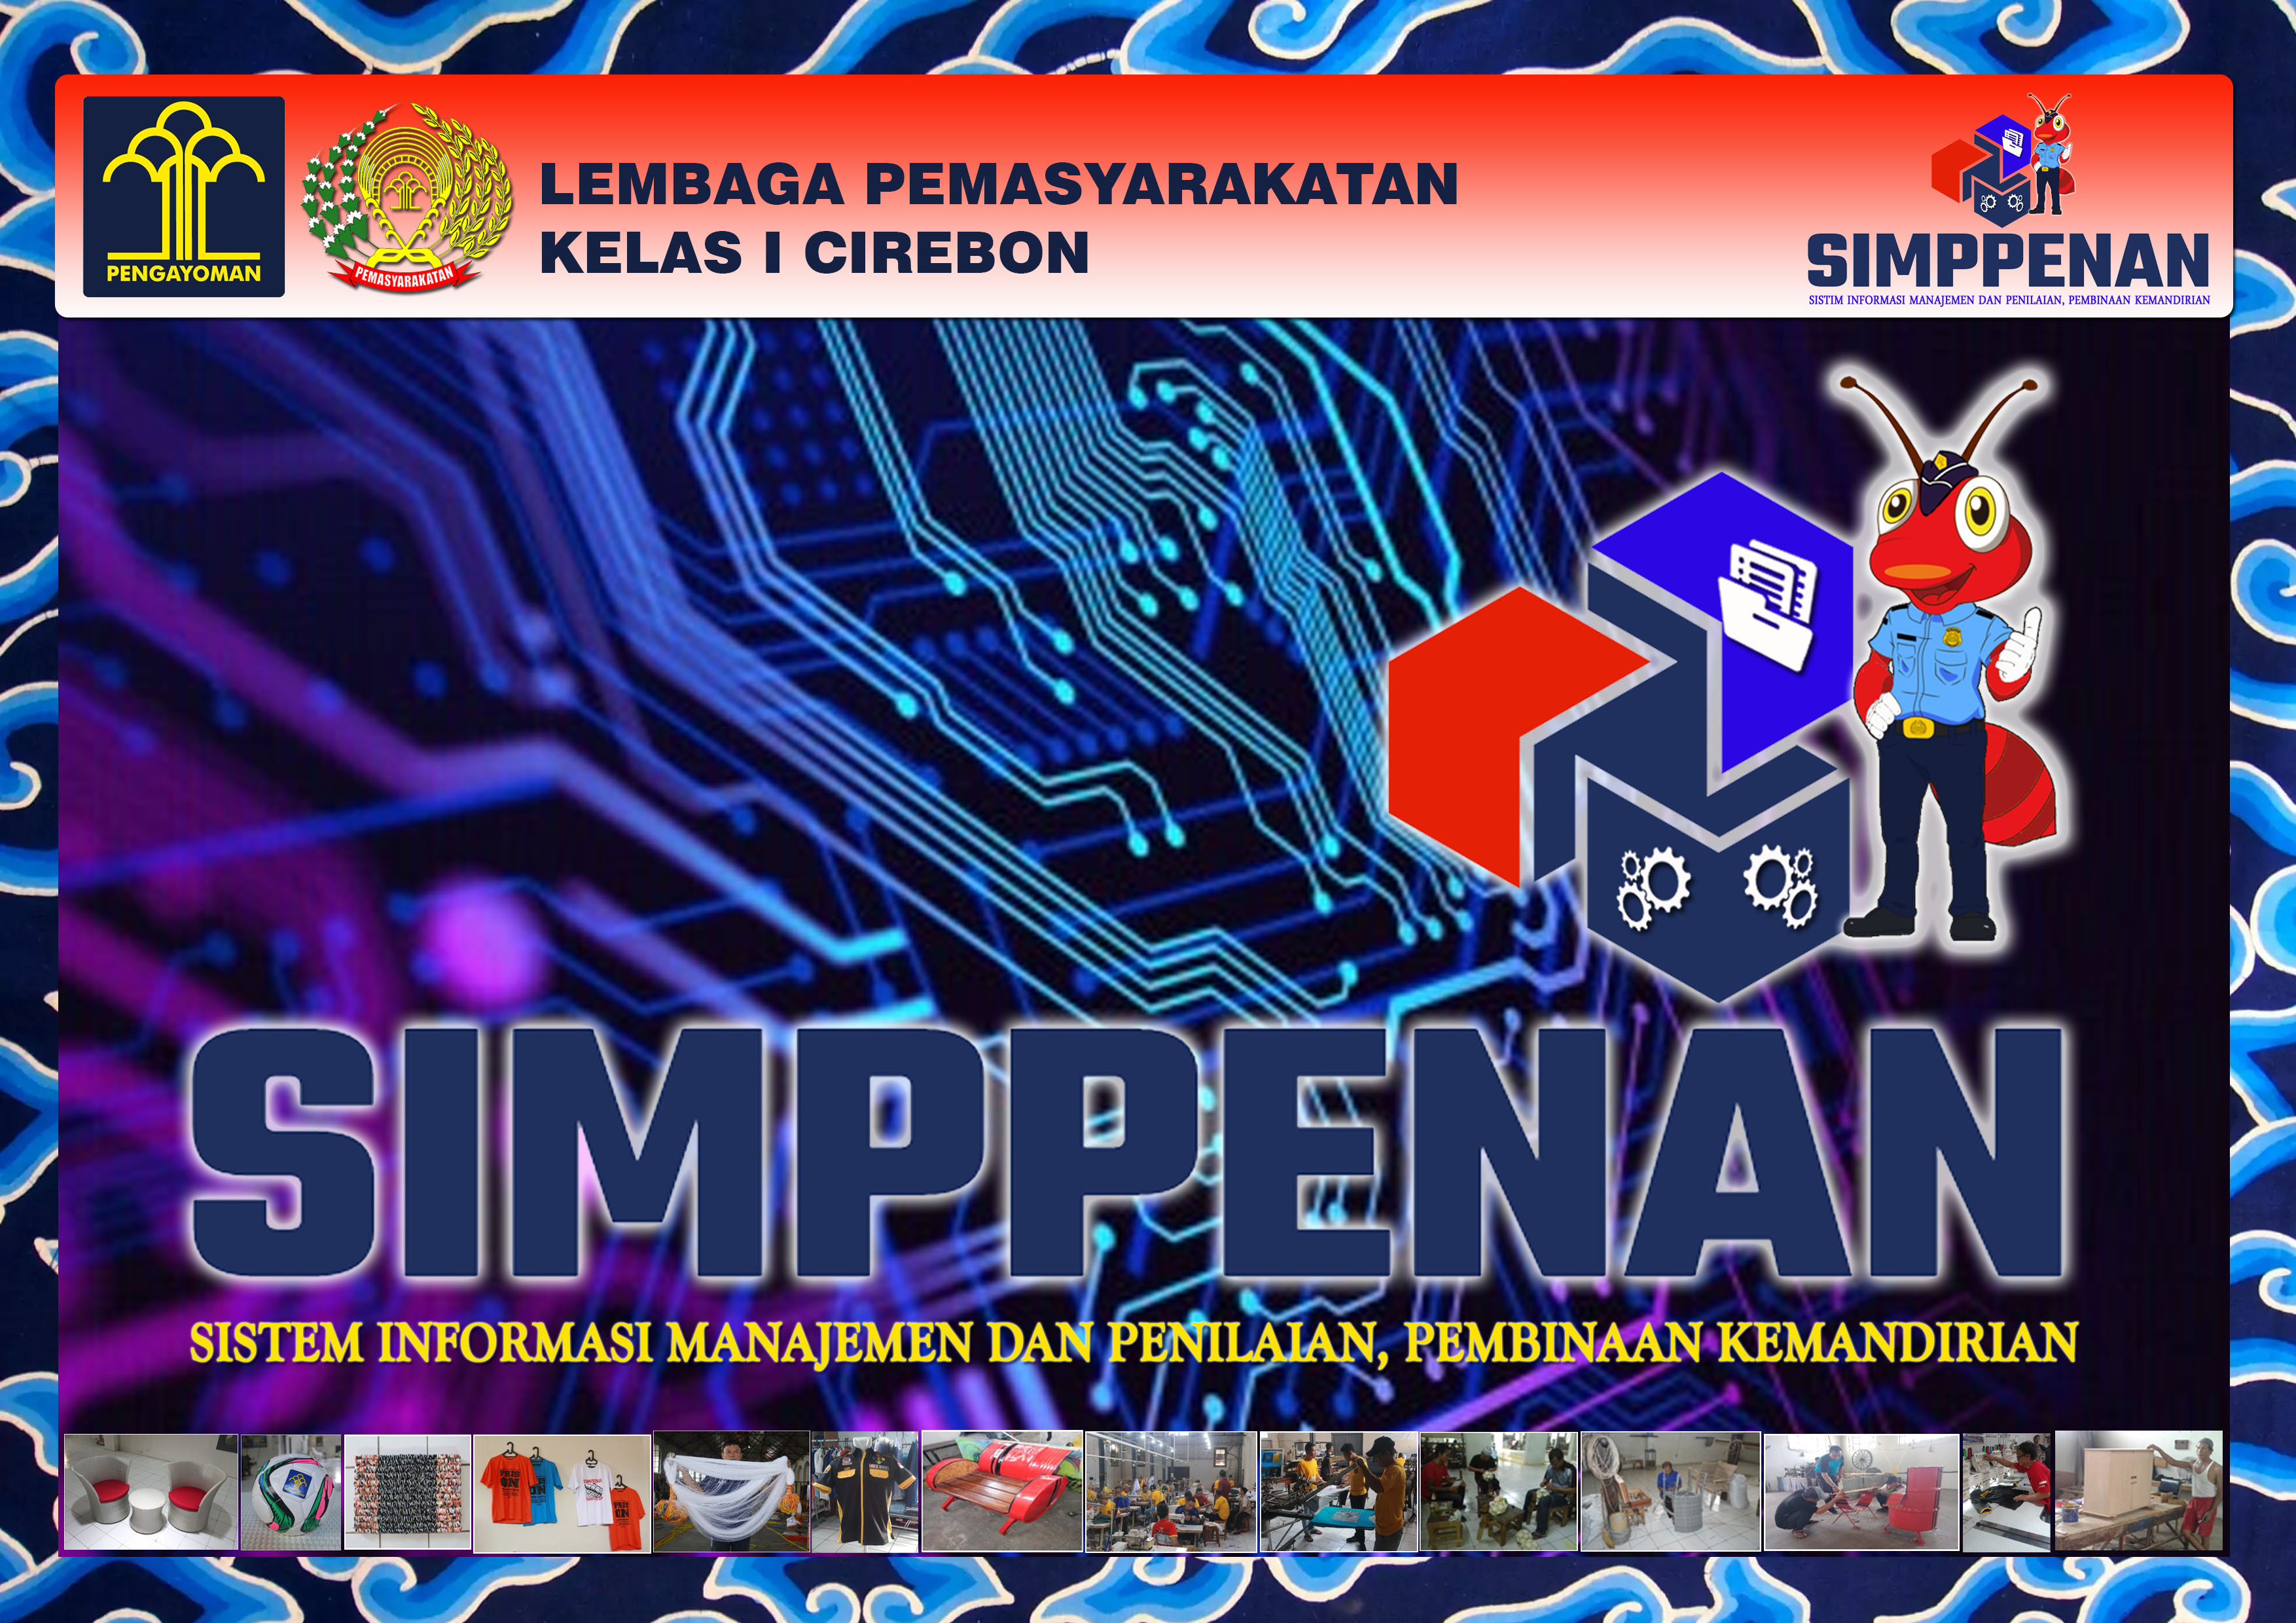 PENGAYOMAN
PEMASYARAKATAN
LEMBAGA PEMASYARAKATAN
KELAS I CIREBON
SIMPPENAN
SISTIM INFORMASI MANAJEMEN DAN PENILAIAN, PEMBINAAN KEMANDIRIAN
SIMPPENAN
SISTEM INFORMASI MANAJEMEN DAN PENILAIAN, PEMBINAAN KEMANDIRIAN